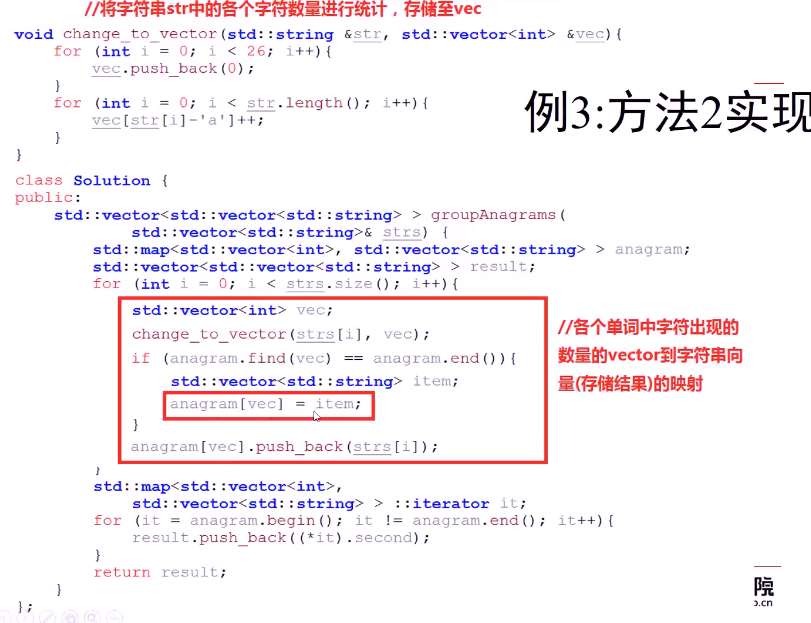 //将字符串str中的各个字符数量进行统计，存储至vec
void change_to_vector(std::string &str, std::vector<int> &vec){
    for (int i = 0; i < 26; i++){
        vec.push_back(0);
    }
    for (int i = 0; i < str.length(); i++){
        vec[str[i]-'a']++;
    }
}
例3:方法2实现
class Solution {
public:
    std::vector<std::vector<std::string> > groupAnagrams(
            std::vector<std::string>& strs) {
        std::map<std::vector<int>, std::vector<std::string> > anagram;
        std::vector<std::vector<std::string> > result;
        for (int i = 0; i < strs.size(); i++){
            std::vector<int> vec;
            change_to_vector(strs[i], vec);
            if (anagram.find(vec) == anagram.end()){
                std::vector<std::string> item;
                anagram[vec] = item;
            }
            anagram[vec].push_back(strs[i]);
        }
//各个单词中字符出现的
数量的vector到字符串向
量(存储结果)的映射
        std::map<std::vector<int>,
            std::vector<std::string> > ::iterator it;
        for (it = anagram.begin(); it != anagram.end(); it++){
            result.push_back((*it).second);
        }
        return result;
    }
};
院
o.cn